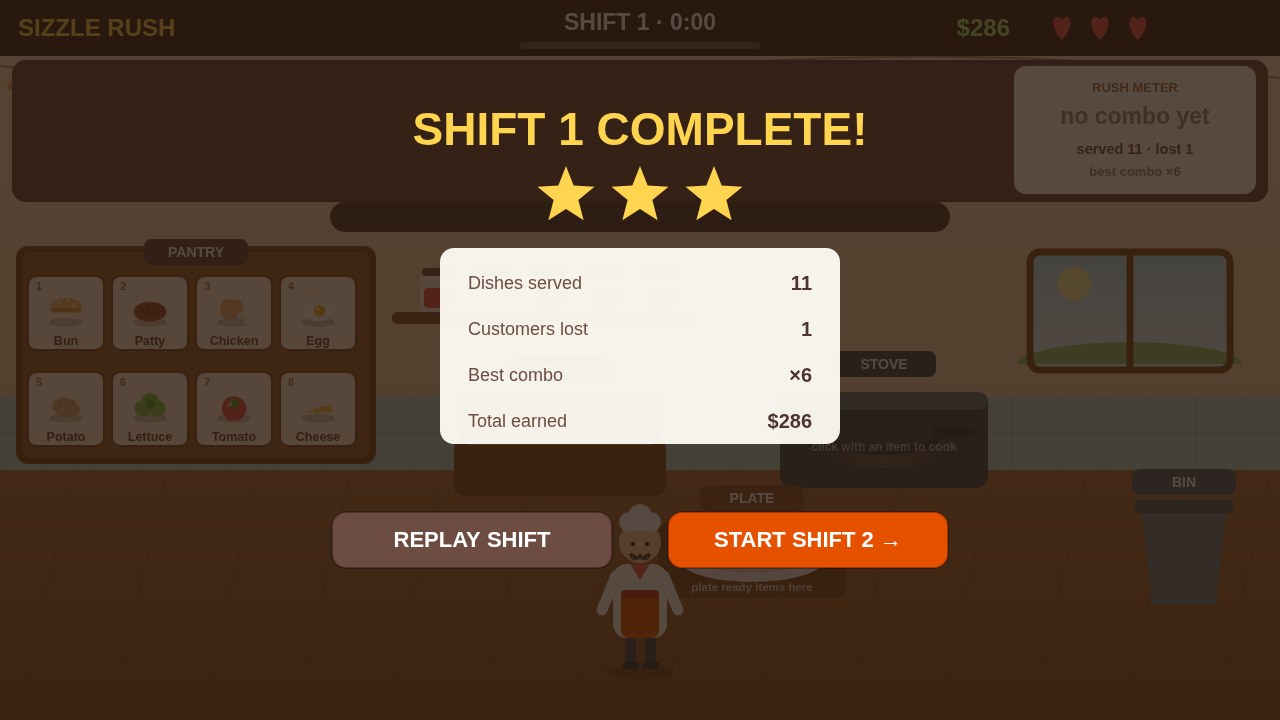 SIZZLE RUSH
SHIFT 1 · 0:00
$286
RUSH METER
no combo yet
served 11 · lost 1
best combo ×6
SHIFT 1 COMPLETE!
PANTRY
1
Bun
2
Patty
3
Chicken
4
Egg
5
Potato
6
Lettuce
7
Tomato
8
Cheese
Dishes served 11
Customers lost 1
Best combo ×6
Total earned $286
STOVE
click with an item to cook
PLATE
plate ready items here
BIN
REPLAY SHIFT
START SHIFT 2 →